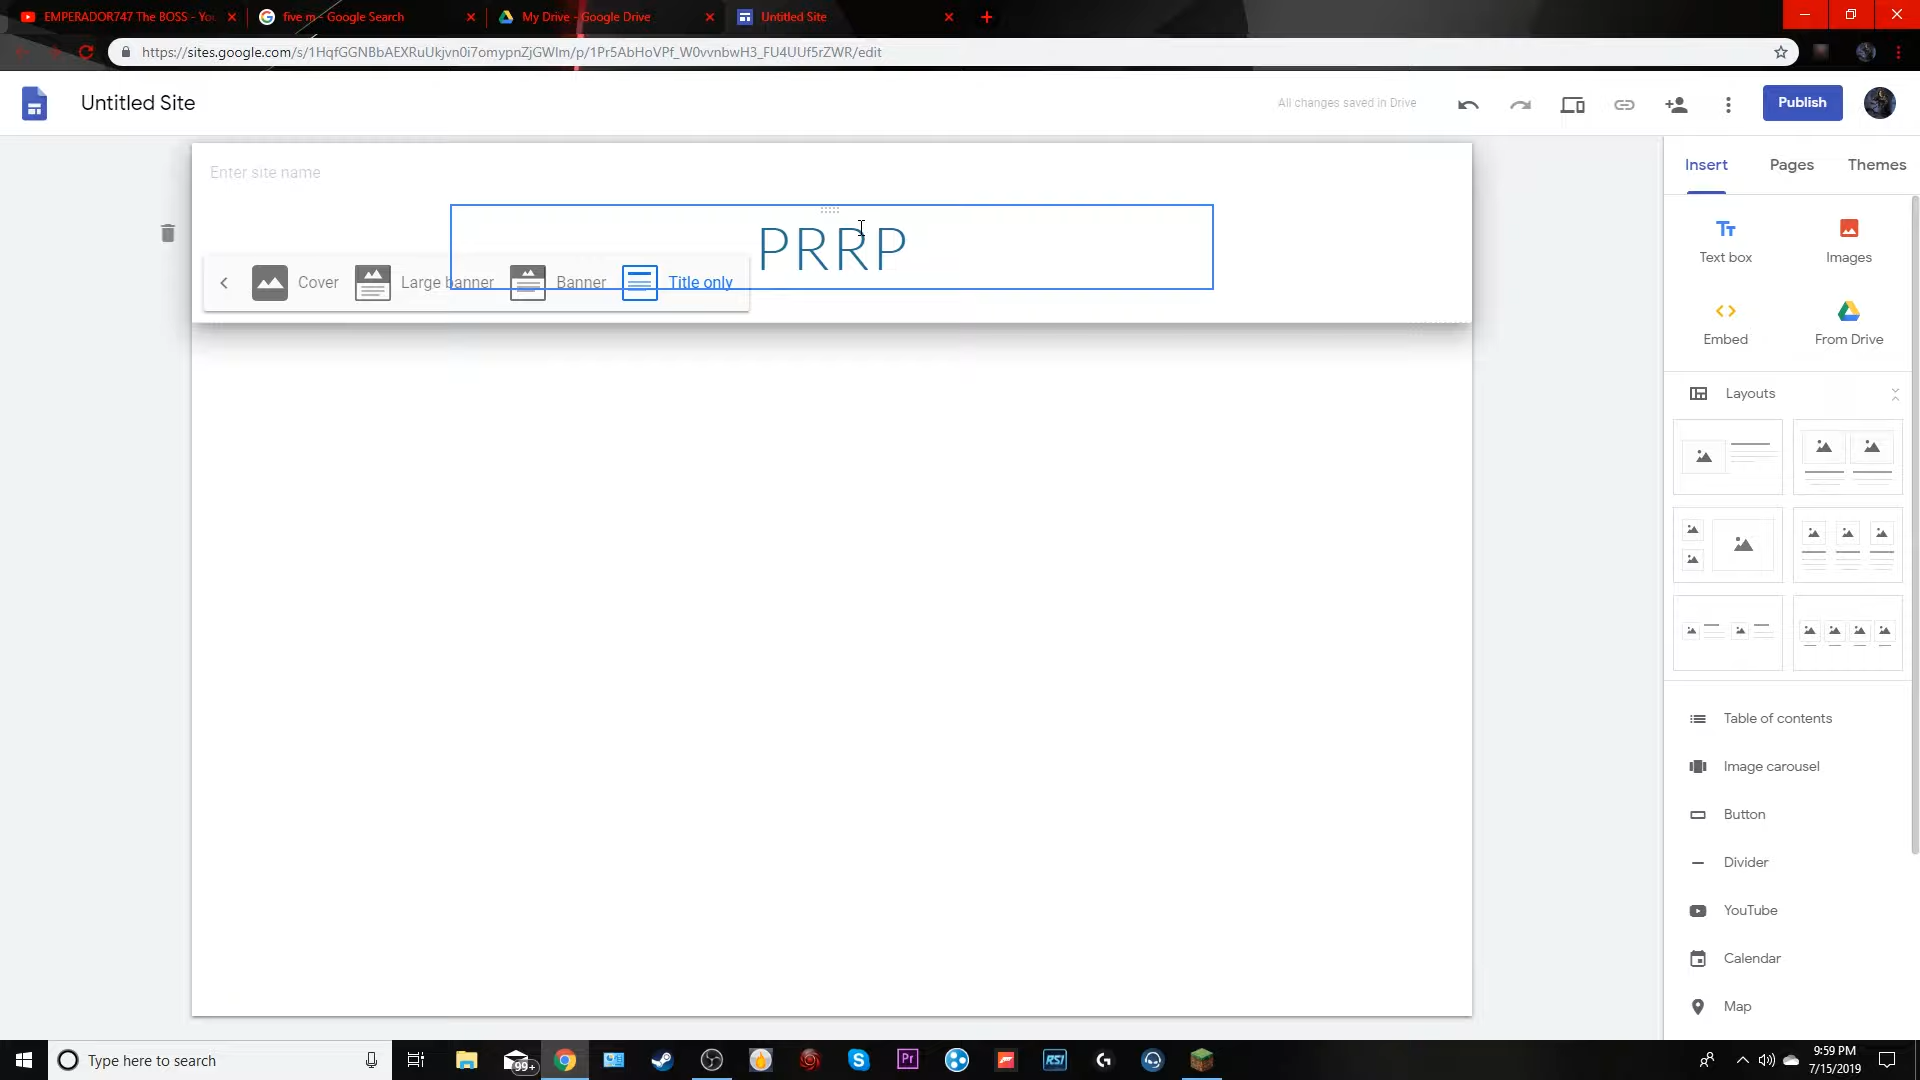 EMPERADOR747 The BOSS - You
five m - Google Search
My Drive - Google Drive
Untitled Site
https://sites.google.com/s/1HqfGGNBbAEXRuUkjvn0i7omypnZjGWlm/p/1Pr5AbHoVPf_W0vvnbwH3_FU4UUf5rZWR/edit
Untitled Site
All changes saved in Drive
Publish
Enter site name
PRRP
Cover
Large banner
Banner
Title only
Insert
Pages
Themes
Text box
Images
Embed
From Drive
Layouts
Table of contents
Image carousel
Button
Divider
YouTube
Calendar
Map
Type here to search
99+
Pr
RSI
9:59 PM
7/15/2019